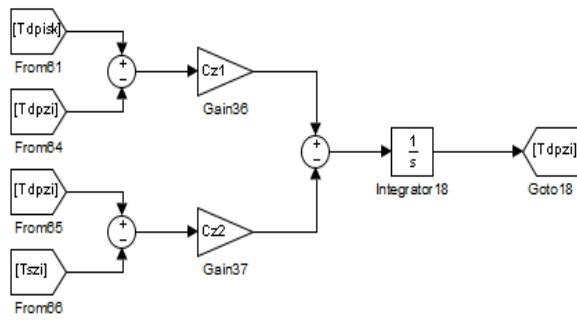 [Tdpisk]
From61
+
−
Cz1
Gain36
[Tdpzi]
From64
+
−
1
s
Integrator18
[Tdpzi]
Goto18
[Tdpzi]
From65
+
−
Cz2
Gain37
[Tszi]
From66